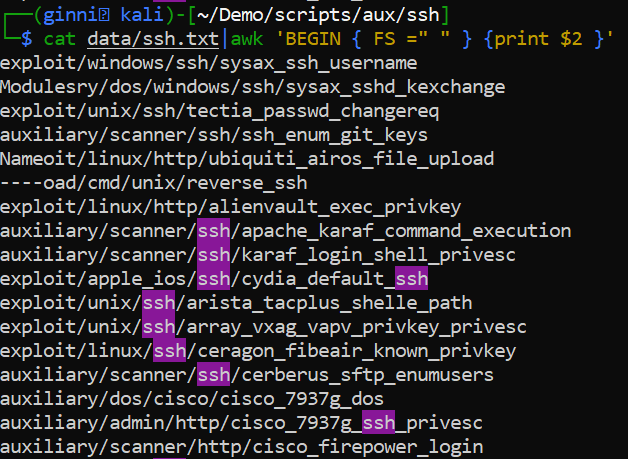 (ginni kali)-[~/Demo/scripts/aux/ssh]
$ cat data/ssh.txt|awk 'BEGIN { FS =" " } {print $2 }'
exploit/windows/ssh/sysax_ssh_username
Modulesry/dos/windows/ssh/sysax_sshd_kexchange
exploit/unix/ssh/tectia_passwd_changereq
auxiliary/scanner/ssh/ssh_enum_git_keys
Nameoit/linux/http/ubiquiti_airos_file_upload
----oad/cmd/unix/reverse_ssh
exploit/linux/http/alienvault_exec_privkey
auxiliary/scanner/ssh/apache_karaf_command_execution
auxiliary/scanner/ssh/karaf_login_shell_privesc
exploit/apple_ios/ssh/cydia_default_ssh
exploit/unix/ssh/arista_tacplus_shelle_path
exploit/unix/ssh/array_vxag_vapv_privkey_privesc
exploit/linux/ssh/ceragon_fibeair_known_privkey
auxiliary/scanner/ssh/cerberus_sftp_enumusers
auxiliary/dos/cisco/cisco_7937g_dos
auxiliary/admin/http/cisco_7937g_ssh_privesc
auxiliary/scanner/http/cisco_firepower_login